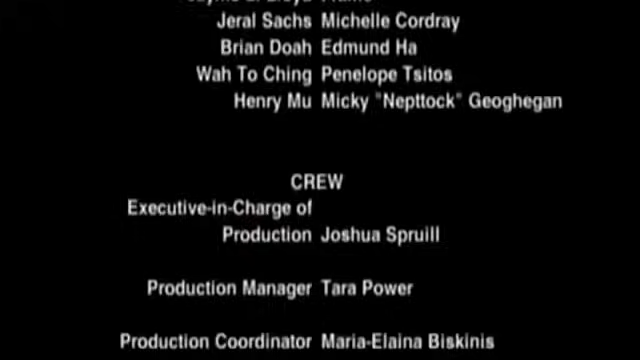 Jeral Sachs Michelle Cordray
Brian Doah Edmund Ha
Wah To Ching Penelope Tsitos
Henry Mu Micky "Nepttock" Geoghegan
CREW
Executive-in-Charge of
Production Joshua Spruill
Production Manager Tara Power
Production Coordinator Maria-Elaina Biskinis